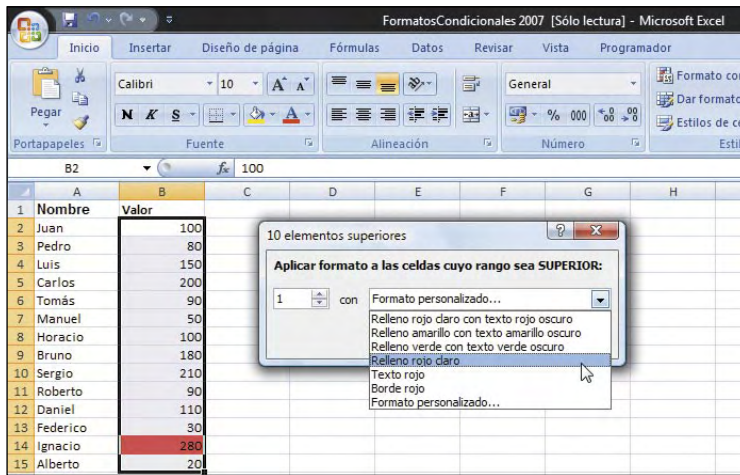 FormatosCondicionales 2007 [Sólo lectura] - Microsoft Excel
Inicio Insertar Diseño de página Fórmulas Datos Revisar Vista Programador
Calibri 10 A A General Formato co
Pegar N K S A % 000 Dar formato
Estilos de c
Portapapeles Fuente Alineación Número Esti
B2 fx 100
A B C D E F G H
1 Nombre Valor
2 Juan 100
3 Pedro 80
4 Luis 150
5 Carlos 200
6 Tomás 90
7 Manuel 50
8 Horacio 100
9 Bruno 180
10 Sergio 210
11 Roberto 90
12 Daniel 110
13 Federico 30
14 Ignacio 280
15 Alberto 20
10 elementos superiores
Aplicar formato a las celdas cuyo rango sea SUPERIOR:
1 con Formato personalizado...
Relleno rojo claro con texto rojo oscuro
Relleno amarillo con texto amarillo oscuro
Relleno verde con texto verde oscuro
Relleno rojo claro
Texto rojo
Borde rojo
Formato personalizado...